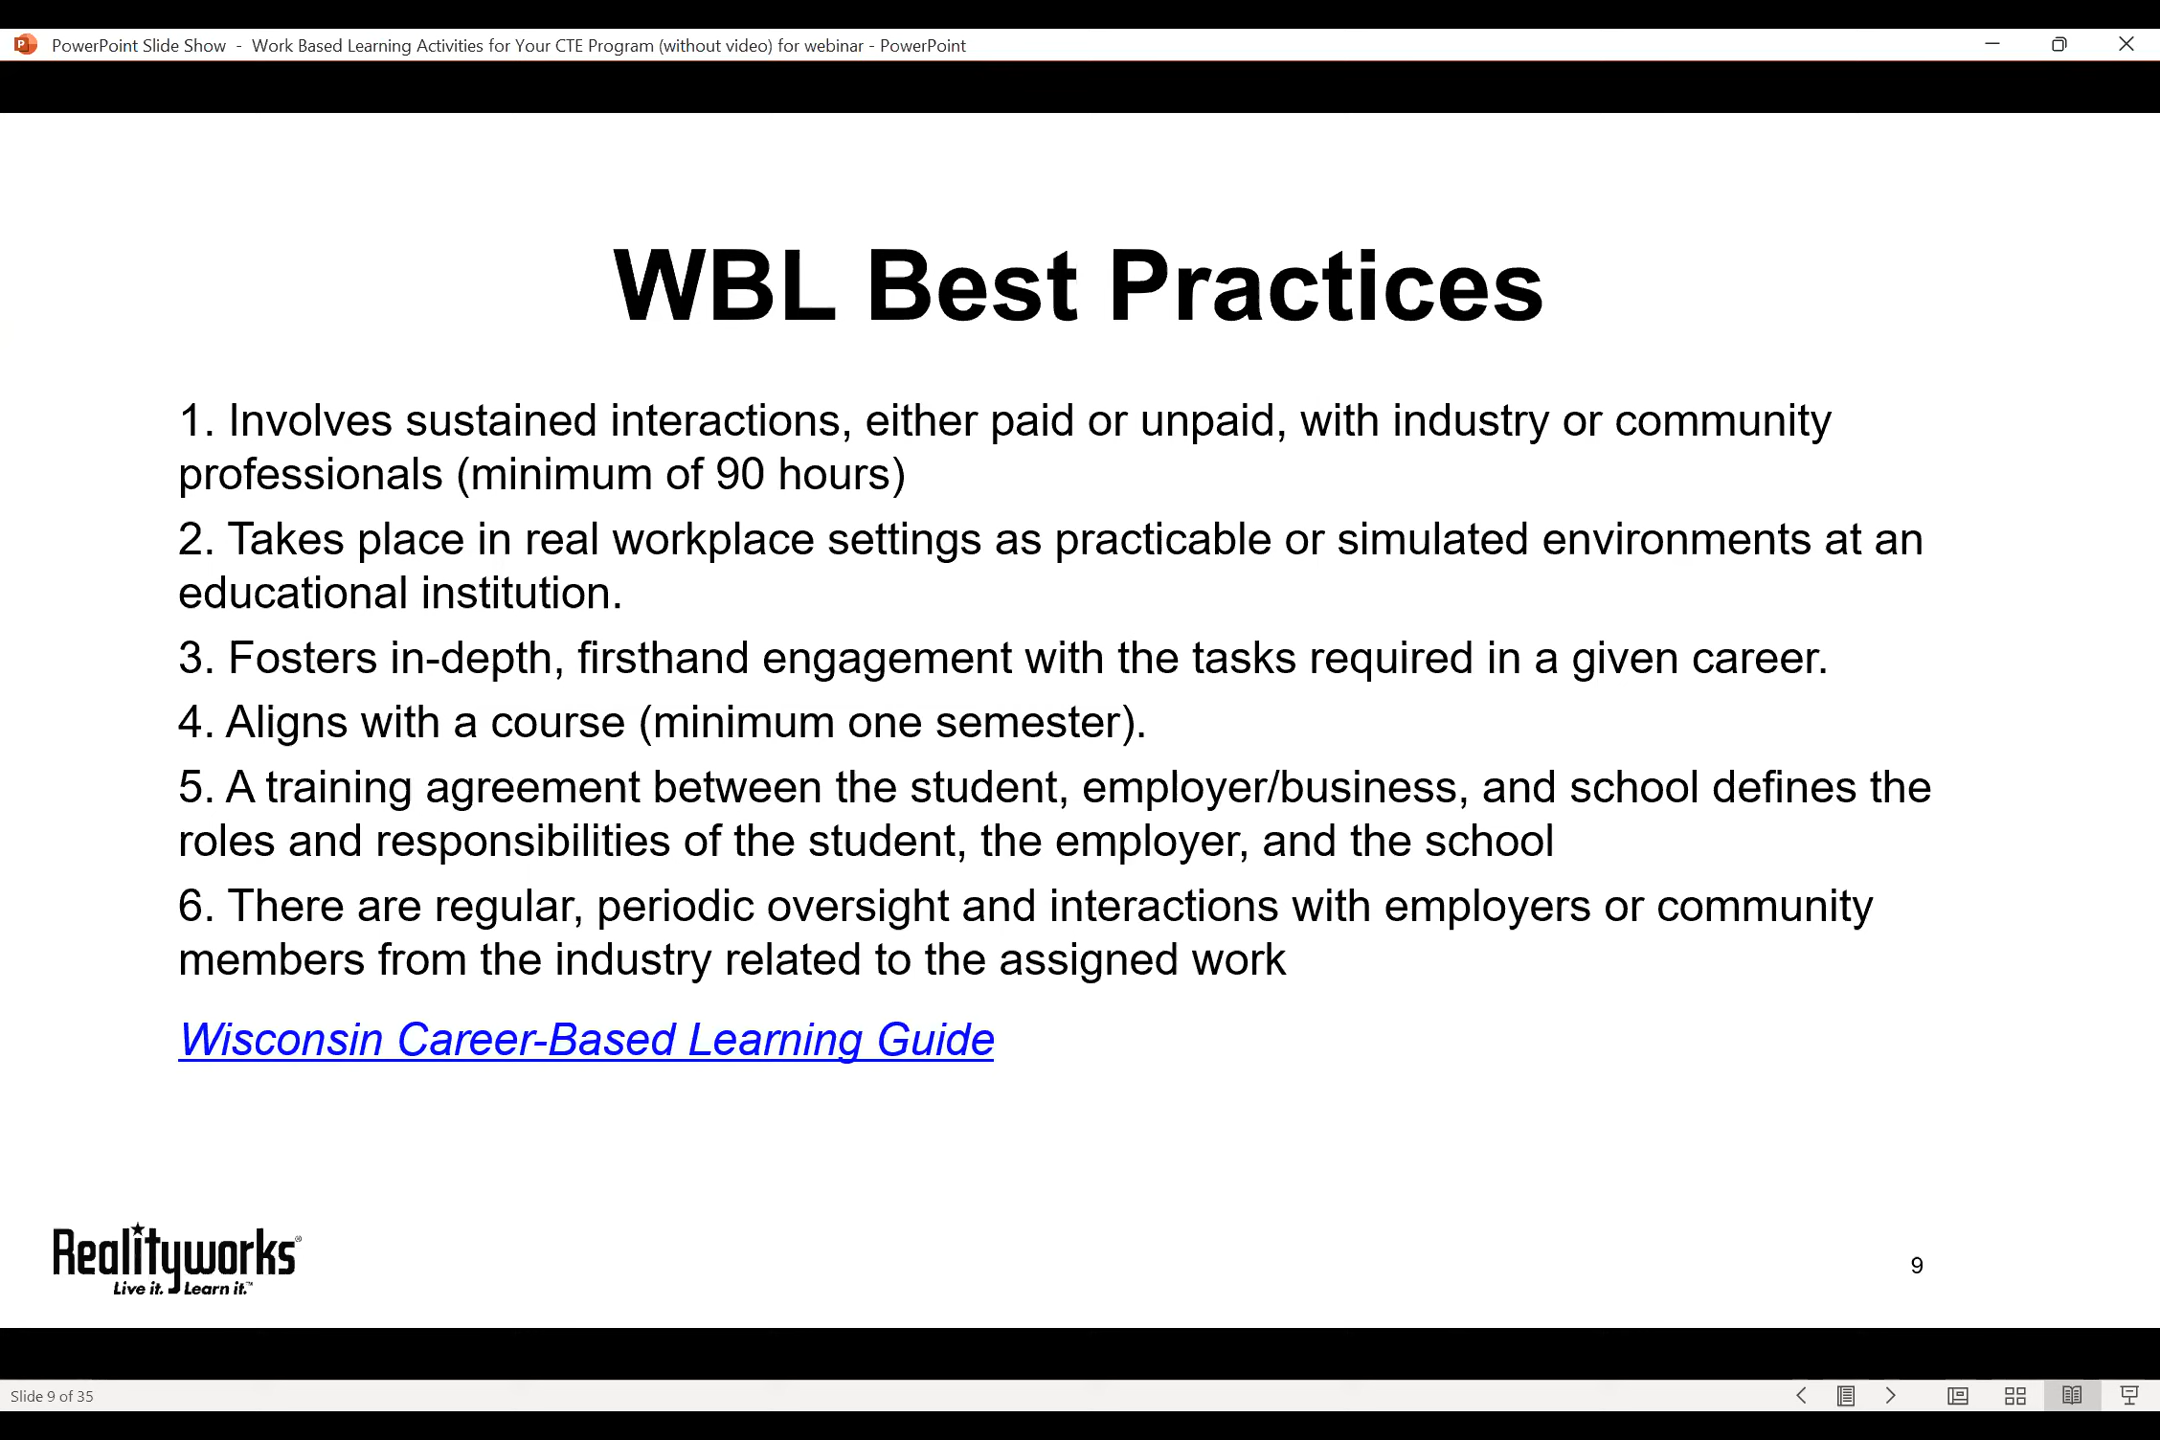 PowerPoint Slide Show - Work Based Learning Activities for Your CTE Program (without video) for webinar - PowerPoint
WBL Best Practices
1. Involves sustained interactions, either paid or unpaid, with industry or community
professionals (minimum of 90 hours)
2. Takes place in real workplace settings as practicable or simulated environments at an
educational institution.
3. Fosters in-depth, firsthand engagement with the tasks required in a given career.
4. Aligns with a course (minimum one semester).
5. A training agreement between the student, employer/business, and school defines the
roles and responsibilities of the student, the employer, and the school
6. There are regular, periodic oversight and interactions with employers or community
members from the industry related to the assigned work
Wisconsin Career-Based Learning Guide
Realityworks®
Live it. Learn it.™
9
Slide 9 of 35